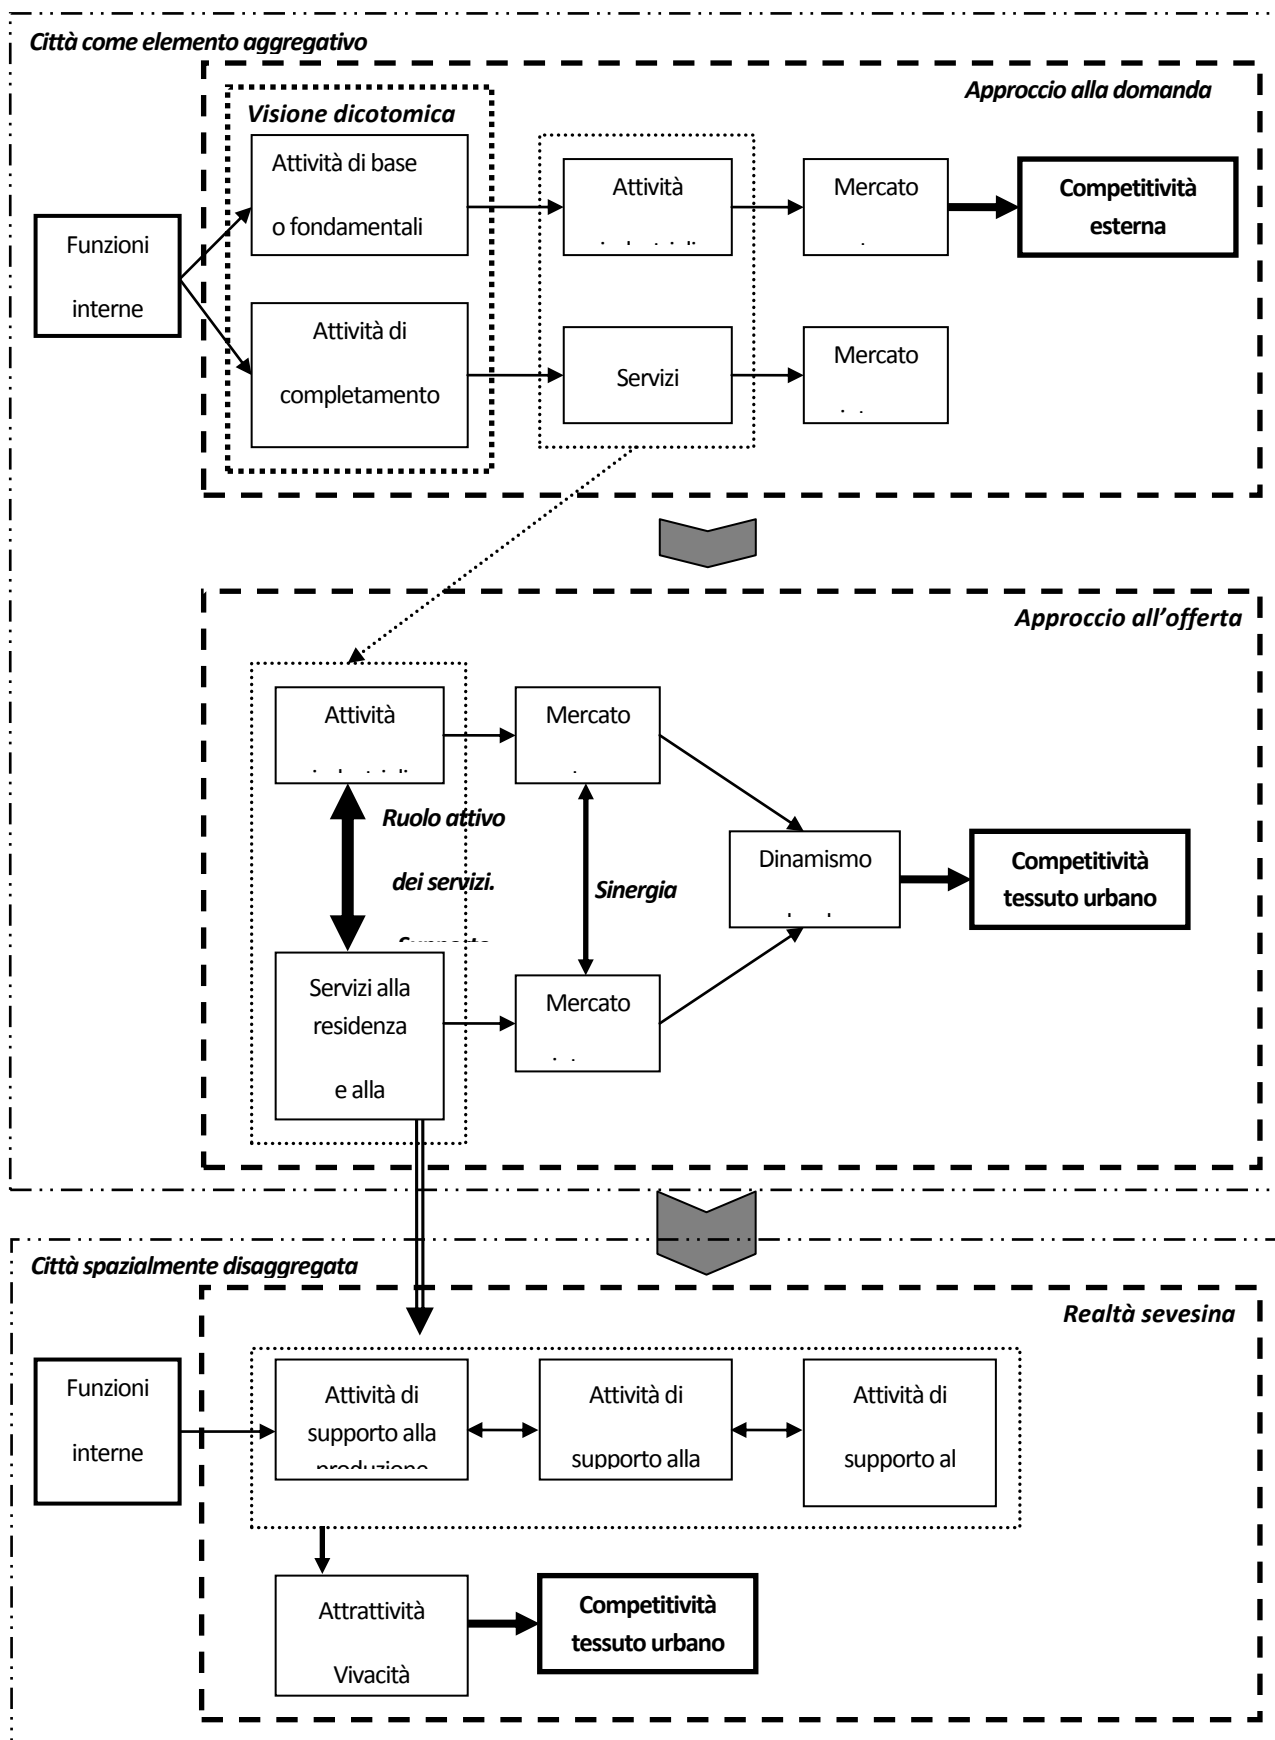 Città come elemento aggregativo
Approccio alla domanda
Visione dicotomica
Attività di base
o fondamentali
Attività
Mercato
Competitività
esterna
Funzioni
interne
Attività di
completamento
Servizi
Mercato
Approccio all’offerta
Attività
Mercato
Ruolo attivo
dei servizi.
Sinergia
Dinamismo
Competitività
tessuto urbano
Servizi alla
residenza
e alla
Mercato
Città spazialmente disaggregata
Realtà sevesina
Funzioni
interne
Attività di
supporto alla
produzione
Attività di
supporto alla
Attività di
supporto al
Attrattività
Vivacità
Competitività
tessuto urbano